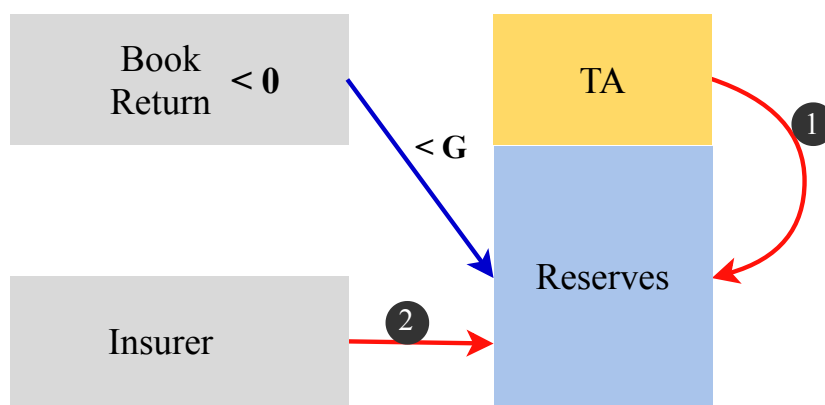 Book
Return < 0
TA
1
< G
Reserves
Insurer
2